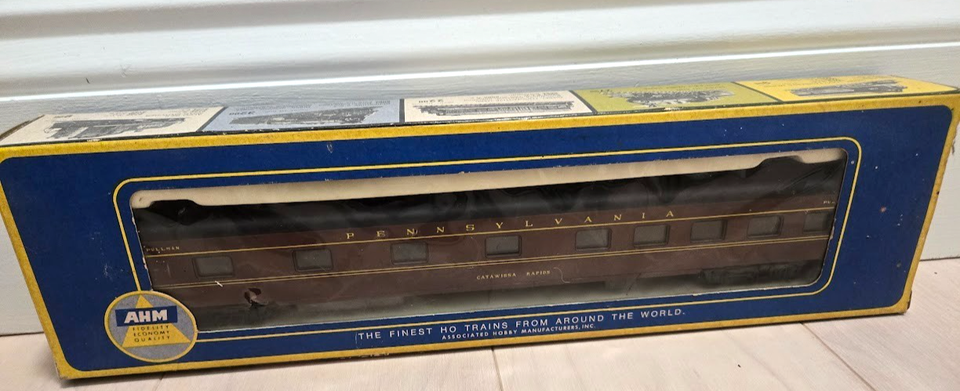 PENNSYLVANIA
PULLMAN
CATAWISSA RAPIDS
AHM
FIDELITY
ECONOMY
QUALITY
THE FINEST HO TRAINS FROM AROUND THE WORLD.
ASSOCIATED HOBBY MANUFACTURERS, INC.